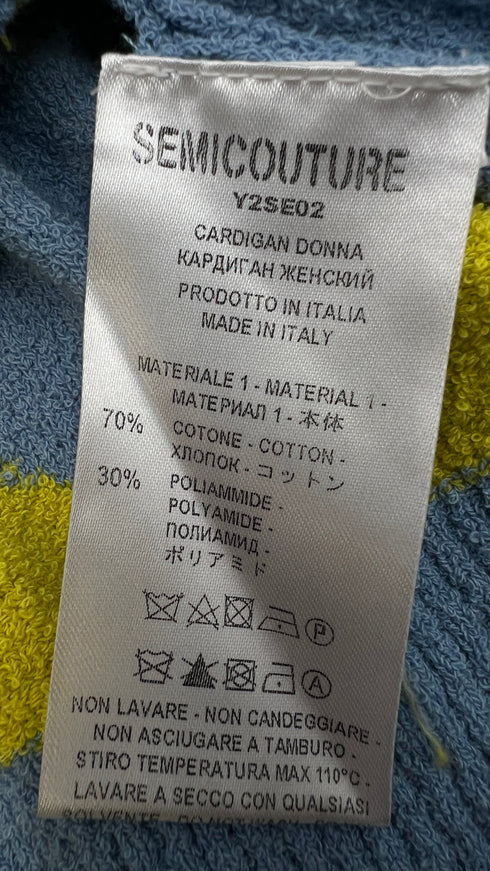 SEMICOUTURE
Y2SE02
CARDIGAN DONNA
КАРДИГАН ЖЕНСКИЙ
PRODOTTO IN ITALIA
MADE IN ITALY
MATERIALE 1 - MATERIAL 1 -
МАТЕРИАЛ 1 - 本体
70% COTONE - COTTON -
ХЛОПОК - コットン
30% POLIAMMIDE -
POLYAMIDE -
ПОЛИАМИД -
ポリアミド
P
A
NON LAVARE - NON CANDEGGIARE -
NON ASCIUGARE A TAMBURO -
STIRO TEMPERATURA MAX 110°C -
LAVARE A SECCO CON QUALSIASI
SOLVENTE